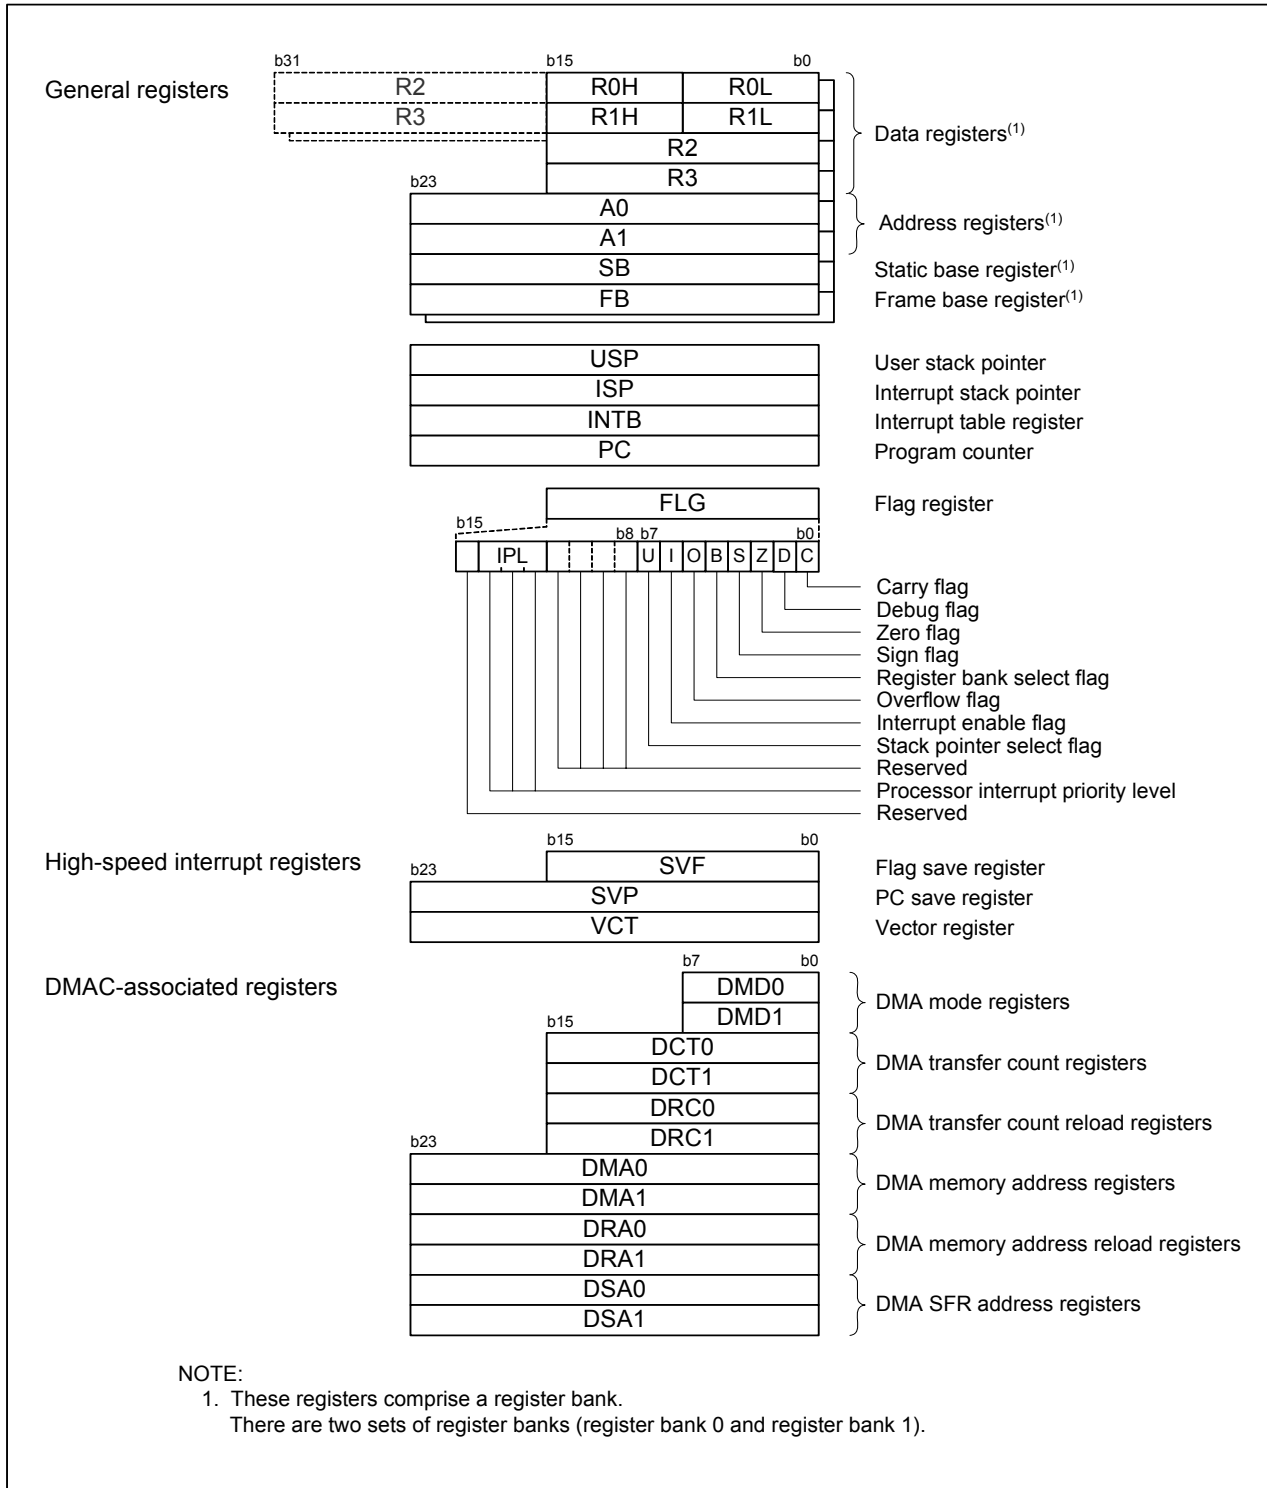 b31 b15 b0
General registers R2 R0H R0L
R3 R1H R1L
Data registers(1)
R2
R3
b23
A0
Address registers(1)
A1
SB Static base register(1)
FB Frame base register(1)
USP User stack pointer
ISP Interrupt stack pointer
INTB Interrupt table register
PC Program counter
FLG Flag register
b15 b8 b7 b0
IPL U I O B S Z D C
Carry flag
Debug flag
Zero flag
Sign flag
Register bank select flag
Overflow flag
Interrupt enable flag
Stack pointer select flag
Reserved
Processor interrupt priority level
Reserved
b15 b0
High-speed interrupt registers SVF Flag save register
b23
SVP PC save register
VCT Vector register
b7 b0
DMAC-associated registers DMD0
DMA mode registers
DMD1
b15
DCT0
DMA transfer count registers
DCT1
DRC0
DMA transfer count reload registers
DRC1
b23
DMA0
DMA memory address registers
DMA1
DRA0
DMA memory address reload registers
DRA1
DSA0
DMA SFR address registers
DSA1
NOTE:
1. These registers comprise a register bank.
There are two sets of register banks (register bank 0 and register bank 1).